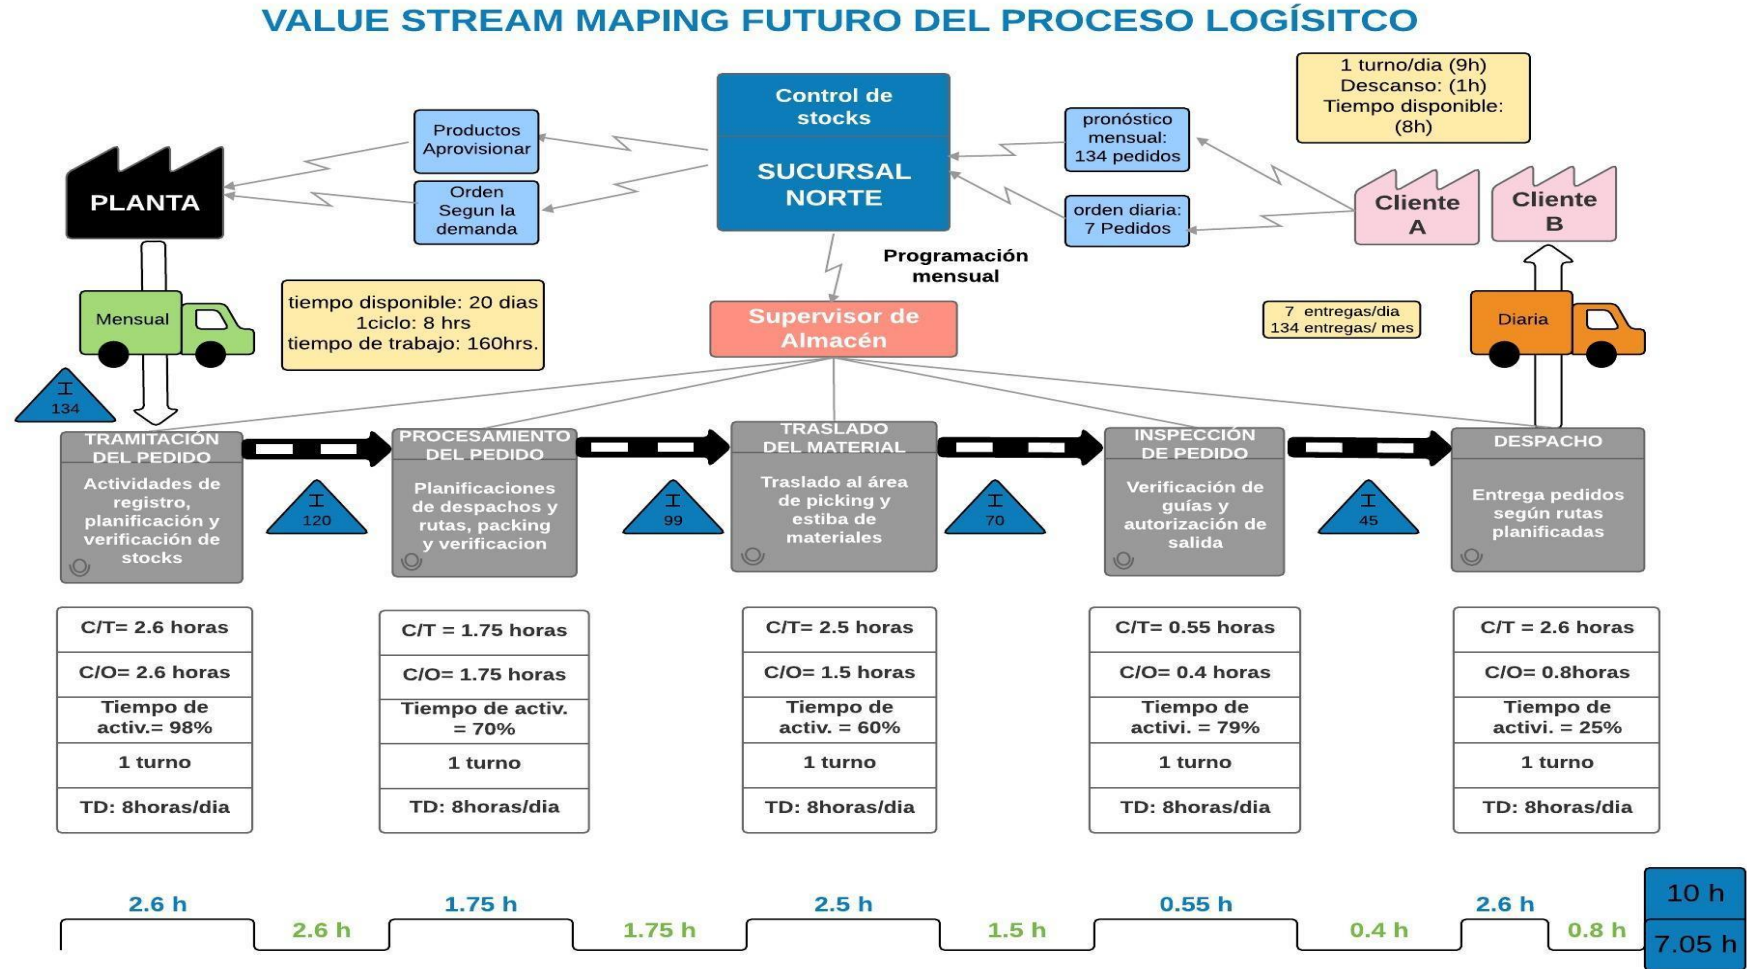 VALUE STREAM MAPING FUTURO DEL PROCESO LOGÍSITCO
Control de
stocks
SUCURSAL
NORTE
Productos
Aprovisionar
Orden
Segun la
demanda
PLANTA
pronóstico
mensual:
134 pedidos
orden diaria:
7 Pedidos
1 turno/dia (9h)
Descanso: (1h)
Tiempo disponible:
(8h)
Cliente
A
Cliente
B
Programación
mensual
Mensual
tiempo disponible: 20 dias
1ciclo: 8 hrs
tiempo de trabajo: 160hrs.
Supervisor de
Almacén
7 entregas/dia
134 entregas/ mes
Diaria
I
134
TRAMITACIÓN
DEL PEDIDO
Actividades de
registro,
planificación y
verificación de
stocks
I
120
PROCESAMIENTO
DEL PEDIDO
Planificaciones
de despachos y
rutas, packing
y verificacion
I
99
TRASLADO
DEL MATERIAL
Traslado al área
de picking y
estiba de
materiales
I
70
INSPECCIÓN
DE PEDIDO
Verificación de
guías y
autorización de
salida
I
45
DESPACHO
Entrega pedidos
según rutas
planificadas
C/T= 2.6 horas
C/O= 2.6 horas
Tiempo de
activ.= 98%
1 turno
TD: 8horas/dia
C/T = 1.75 horas
C/O= 1.75 horas
Tiempo de activ.
= 70%
1 turno
TD: 8horas/dia
C/T= 2.5 horas
C/O= 1.5 horas
Tiempo de
activ. = 60%
1 turno
TD: 8horas/dia
C/T= 0.55 horas
C/O= 0.4 horas
Tiempo de
activi. = 79%
1 turno
TD: 8horas/dia
C/T = 2.6 horas
C/O= 0.8horas
Tiempo de
activi. = 25%
1 turno
TD: 8horas/dia
2.6 h
2.6 h
1.75 h
1.75 h
2.5 h
1.5 h
0.55 h
0.4 h
2.6 h
0.8 h
10 h
7.05 h